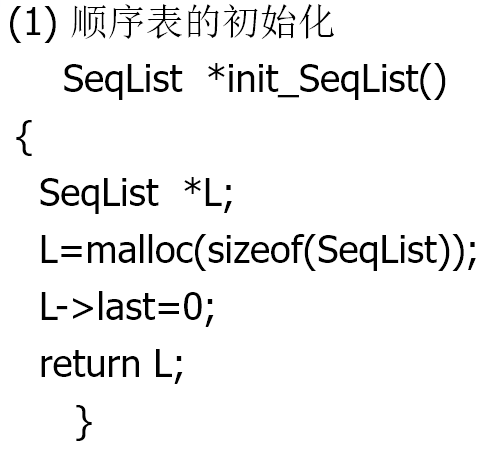 (1) 顺序表的初始化
SeqList *init_SeqList()
{
SeqList *L;
L=malloc(sizeof(SeqList));
L->last=0;
return L;
}